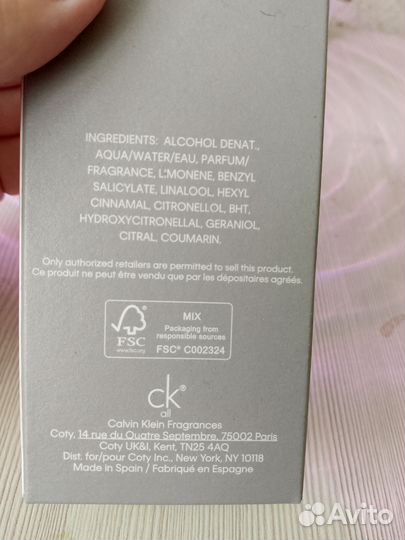 INGREDIENTS: ALCOHOL DENAT.,
AQUA/WATER/EAU, PARFUM/
FRAGRANCE, L'MONENE, BENZYL
SALICYLATE, LINALOOL, HEXYL
CINNAMAL, CITRONELLOL, BHT,
HYDROXYCITRONELLAL, GERANIOL,
CITRAL, COUMARIN.
Only authorized retailers are permitted to sell this product.
Ce produit ne peut être vendu que par les dépositaires agréés.
FSC
www.fsc.org
MIX
Packaging from
responsible sources
FSC® C002324
ck®
all
Calvin Klein Fragrances
Coty, 14 rue du Quatre Septembre, 75002 Paris
Coty UK&I, Kent, TN25 4AQ
Dist. for/pour Coty Inc., New York, NY 10118
Made in Spain / Fabriqué en Espagne
Avito